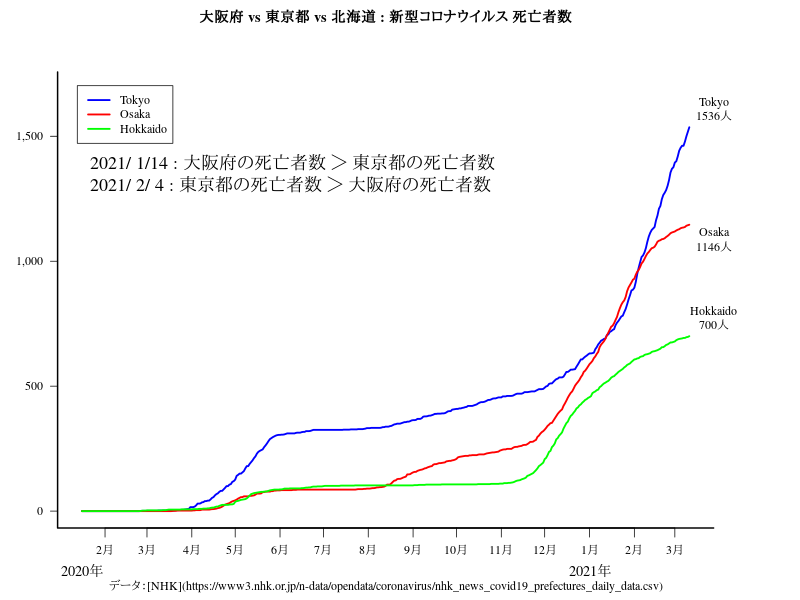 大阪府 vs 東京都 vs 北海道 : 新型コロナウイルス 死亡者数
Tokyo
Osaka
Hokkaido
2021/ 1/14 : 大阪府の死亡者数 ＞ 東京都の死亡者数
2021/ 2/ 4 : 東京都の死亡者数 ＞ 大阪府の死亡者数
Tokyo
1536人
Osaka
1146人
Hokkaido
700人
1,500
1,000
500
0
2月 3月 4月 5月 6月 7月 8月 9月 10月 11月 12月 1月 2月 3月
2020年 2021年
データ：[NHK](https://www3.nhk.or.jp/n-data/opendata/coronavirus/nhk_news_covid19_prefectures_daily_data.csv)